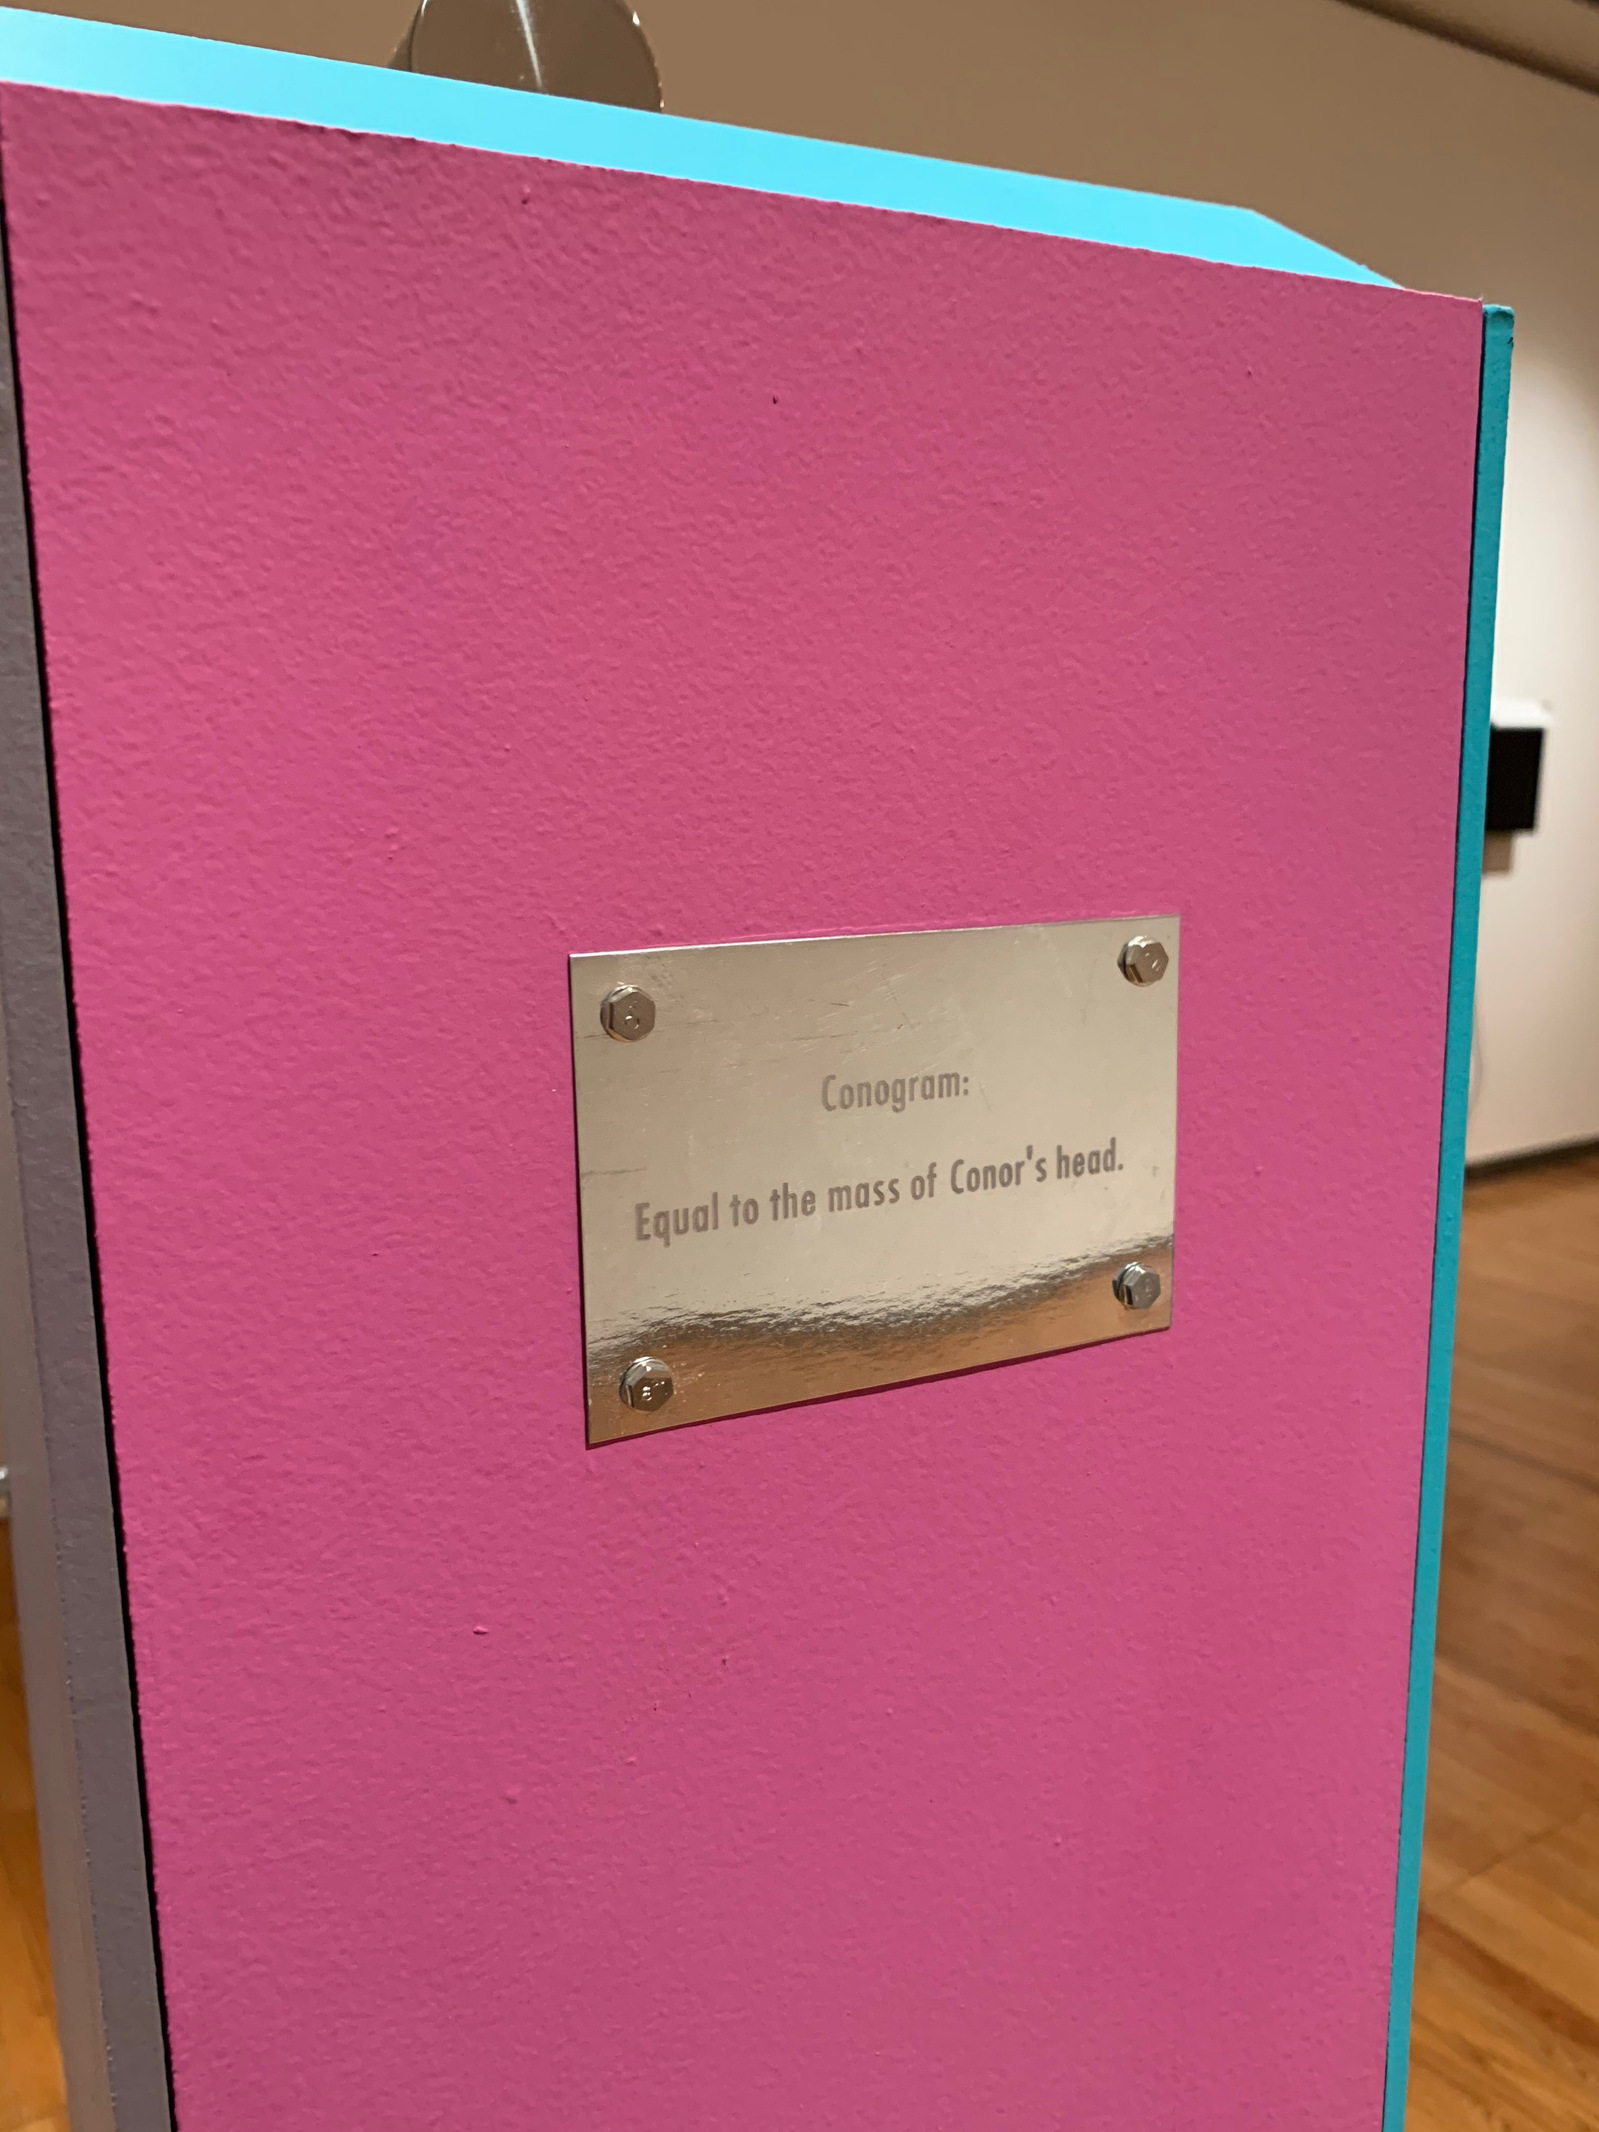 Conogram:
Equal to the mass of Conor's head.